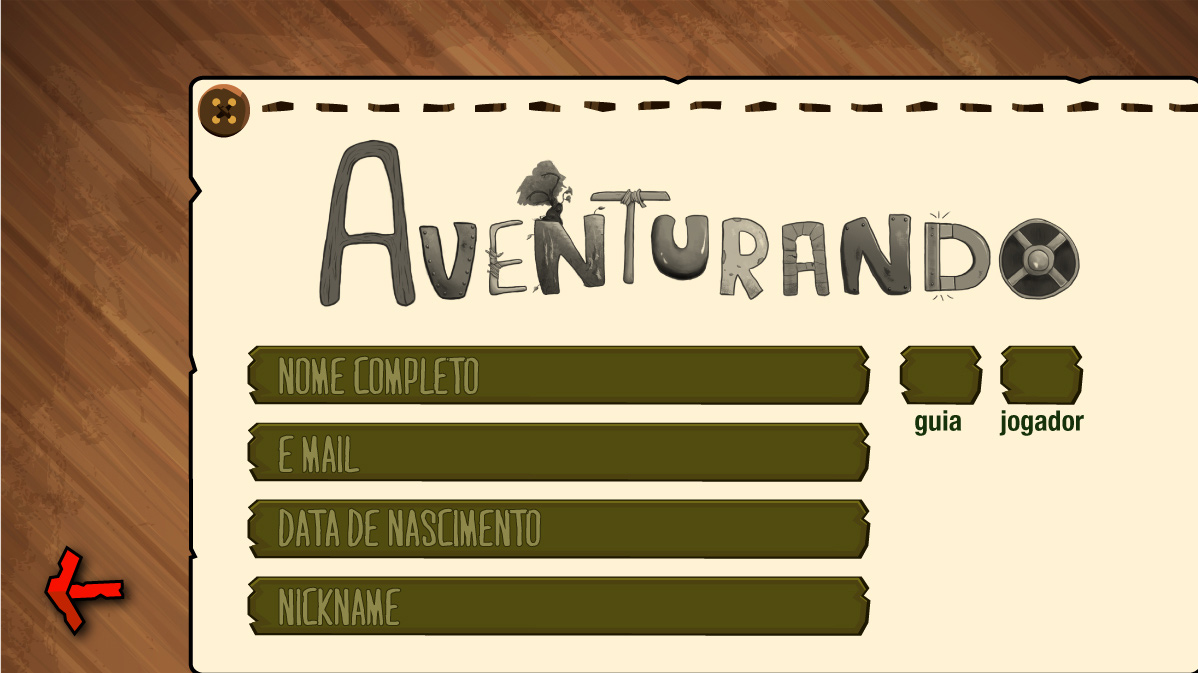 AVENTURANDO
NOME COMPLETO
guia jogador
E MAIL
DATA DE NASCIMENTO
NICKNAME